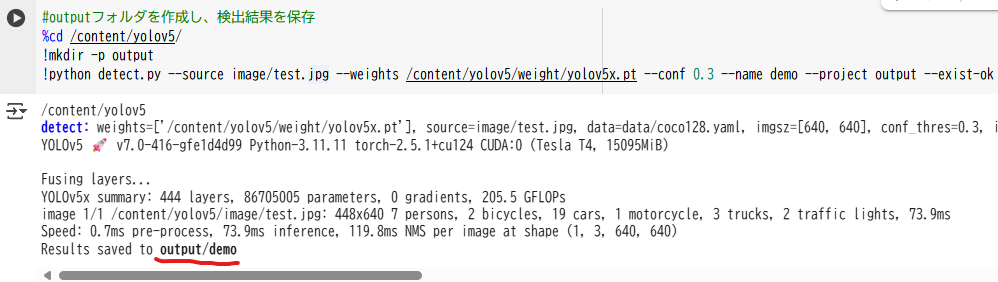 #outputフォルダを作成し、検出結果を保存
%cd /content/yolov5/
!mkdir -p output
!python detect.py --source image/test.jpg --weights /content/yolov5/weight/yolov5x.pt --conf 0.3 --name demo --project output --exist-ok
/content/yolov5
detect: weights=['/content/yolov5/weight/yolov5x.pt'], source=image/test.jpg, data=data/coco128.yaml, imgsz=[640, 640], conf_thres=0.3, i
YOLOv5 🚀 v7.0-416-gfe1d4d99 Python-3.11.11 torch-2.5.1+cu124 CUDA:0 (Tesla T4, 15095MiB)
Fusing layers...
YOLOv5x summary: 444 layers, 86705005 parameters, 0 gradients, 205.5 GFLOPs
image 1/1 /content/yolov5/image/test.jpg: 448x640 7 persons, 2 bicycles, 19 cars, 1 motorcycle, 3 trucks, 2 traffic lights, 73.9ms
Speed: 0.7ms pre-process, 73.9ms inference, 119.8ms NMS per image at shape (1, 3, 640, 640)
Results saved to output/demo